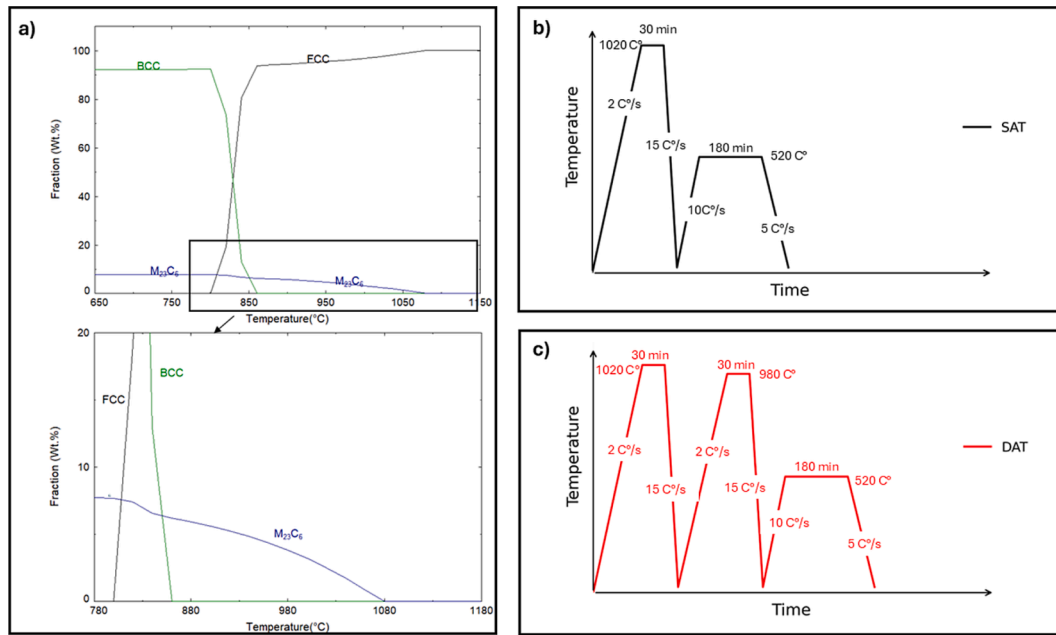 a)
100
80
60
40
20
0
Fraction (Wt.%)
BCC
FCC
M₂₃C₆
M₂₃C₆
650
750
850
950
1050
1150
Temperature(°C)
20
15
10
5
0
Fraction (Wt.%)
FCC
BCC
M₂₃C₆
780
880
980
1080
1180
Temperature(°C)
b)
Temperature
30 min
1020 C°
2 C°/s
15 C°/s
180 min
520 C°
10C°/s
5 C°/s
SAT
Time
c)
Temperature
30 min
1020 C°
30 min
980 C°
2 C°/s
15 C°/s
2 C°/s
15 C°/s
180 min
520 C°
10 C°/s
5 C°/s
DAT
Time